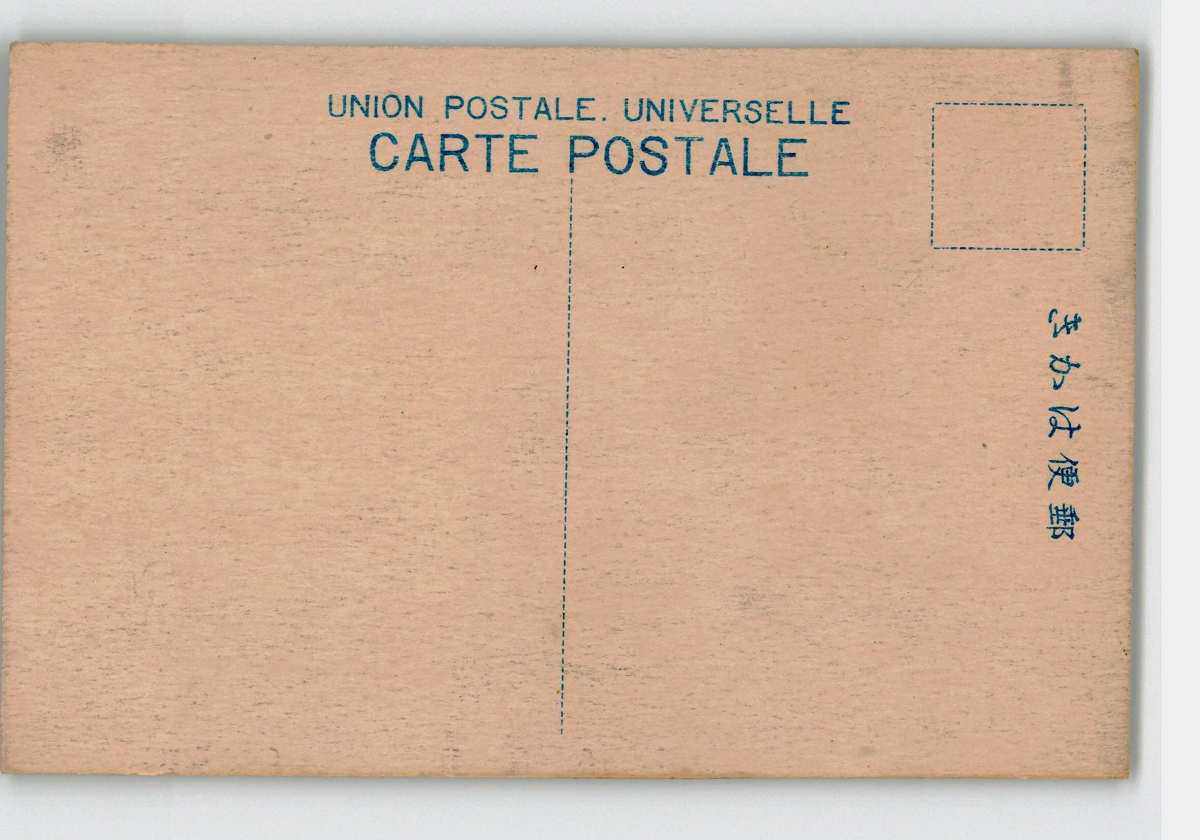 UNION POSTALE. UNIVERSELLE
CARTE POSTALE
郵便はかき